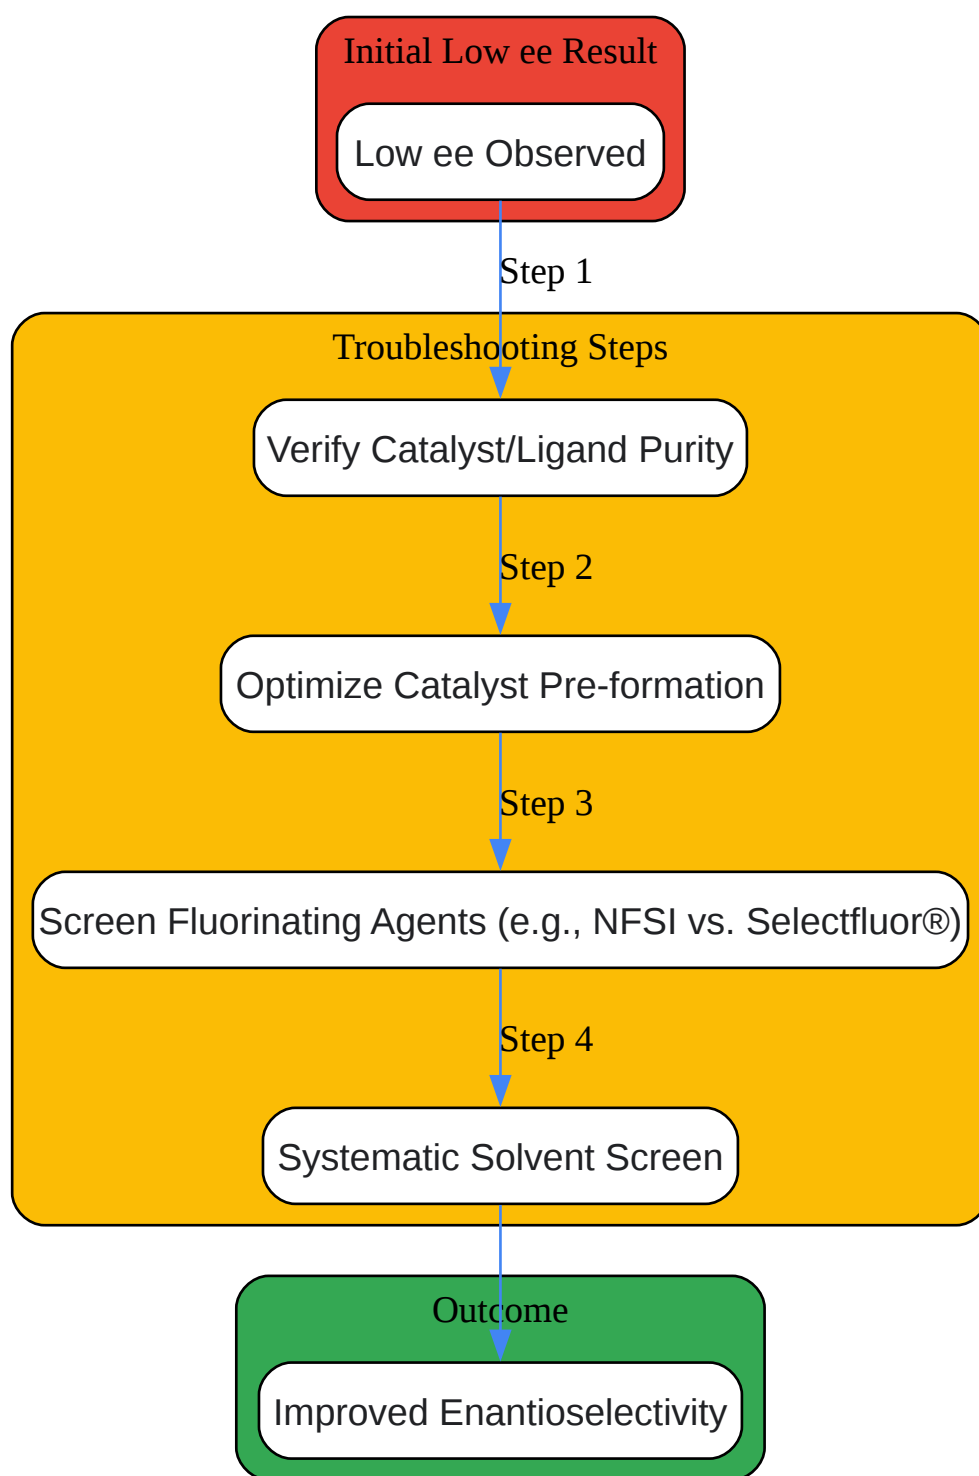 Initial Low ee Result
Low ee Observed
Step 1
Troubleshooting Steps
Verify Catalyst/Ligand Purity
Step 2
Optimize Catalyst Pre-formation
Step 3
Screen Fluorinating Agents (e.g., NFSI vs. Selectfluor®)
Step 4
Systematic Solvent Screen
Outcome
Improved Enantioselectivity